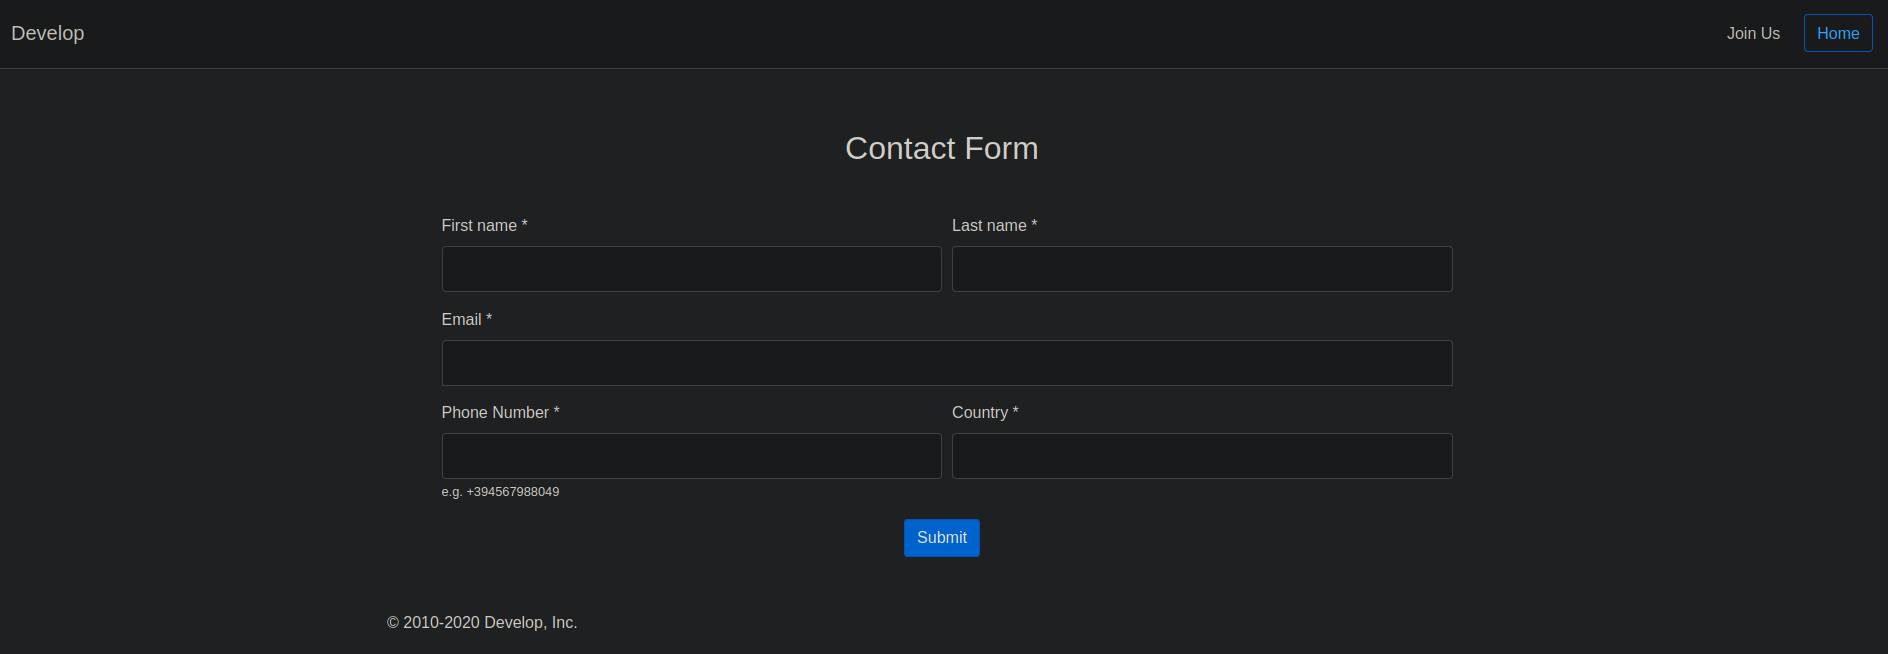 Develop
Join Us
Home
Contact Form
First name *
Last name *
Email *
Phone Number *
Country *
e.g. +394567988049
Submit
© 2010-2020 Develop, Inc.